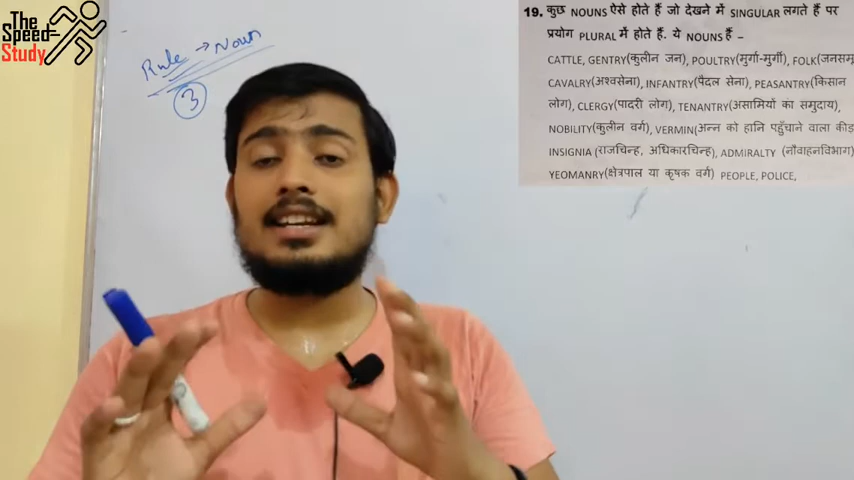 The
Speed
Study
Rule → Noun
3
19. कुछ NOUNS ऐसे होते हैं जो देखने में SINGULAR लगते हैं पर
प्रयोग PLURAL में होते हैं. ये NOUNS हैं –
CATTLE, GENTRY(कुलीन जन), POULTRY(मुर्गा-मुर्गी), FOLK(जनसमू
CAVALRY(अश्वसेना), INFANTRY(पैदल सेना), PEASANTRY(किसान
लोग), CLERGY(पादरी लोग), TENANTRY(असामियों का समुदाय),
NOBILITY(कुलीन वर्ग), VERMIN(अन्न को हानि पहुँचाने वाला कीड़
INSIGNIA (राजचिन्ह, अधिकारचिन्ह), ADMIRALTY (नौवाहनविभाग)
YEOMANRY(क्षेत्रपाल या कृषक वर्ग) PEOPLE, POLICE,